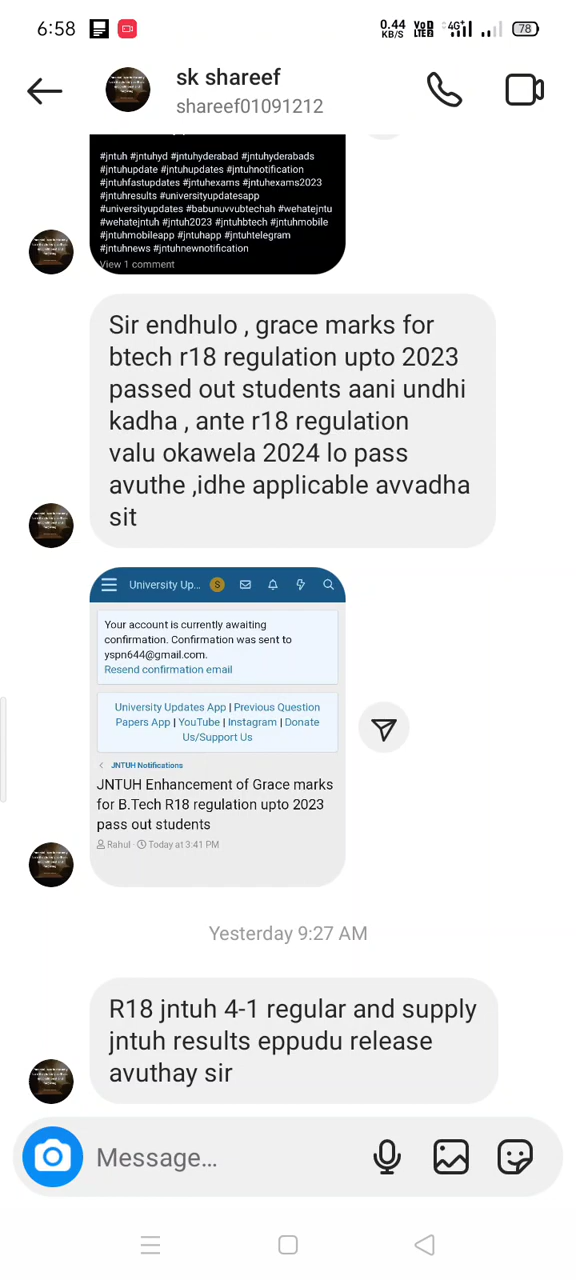 6:58
0.44
KB/S
VoD
LTE2
4G+
78
sk shareef
shareef01091212
#jntuh #jntuhyd #jntuhyderabad #jntuhyderabads
#jntuhupdate #jntuhupdates #jntuhnotification
#jntuhfastupdates #jntuhexams #jntuhexams2023
#jntuhresults #universityupdatesapp
#universityupdates #babunuvvubtechah #wehatejntu
#wehatejntuh #jntuh2023 #jntuhbtech #jntuhmobile
#jntuhmobileapp #jntuhapp #jntuhtelegram
#jntuhnews #jntuhnewnotification
View 1 comment
Sir endhulo , grace marks for
btech r18 regulation upto 2023
passed out students aani undhi
kadha , ante r18 regulation
valu okawela 2024 lo pass
avuthe ,idhe applicable avvadha
sit
University Up...
S
Your account is currently awaiting
confirmation. Confirmation was sent to
yspn644@gmail.com.
Resend confirmation email
University Updates App | Previous Question
Papers App | YouTube | Instagram | Donate
Us/Support Us
JNTUH Notifications
JNTUH Enhancement of Grace marks
for B.Tech R18 regulation upto 2023
pass out students
Rahul · Today at 3:41 PM
Yesterday 9:27 AM
R18 jntuh 4-1 regular and supply
jntuh results eppudu release
avuthay sir
Message...